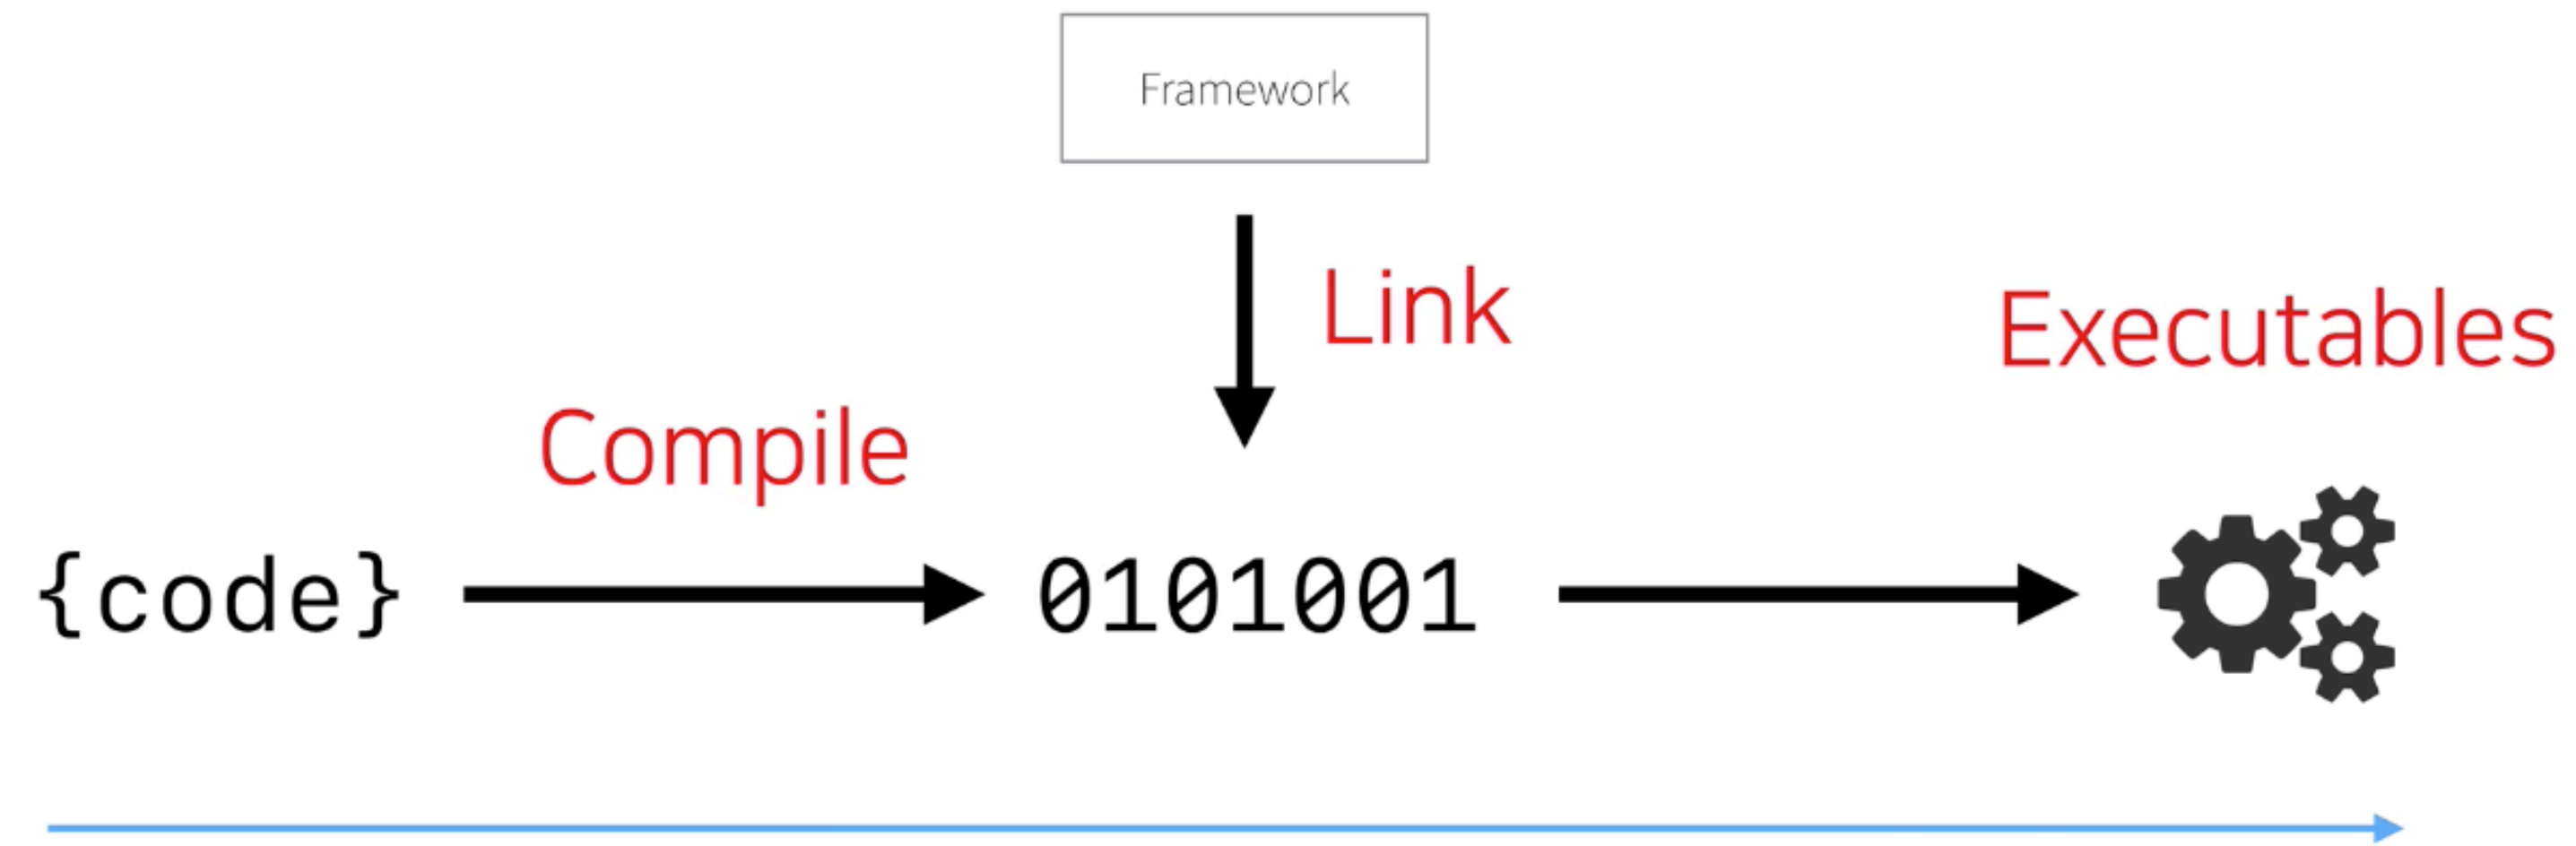 Framework
Link
Executables
Compile
{code}
0101001